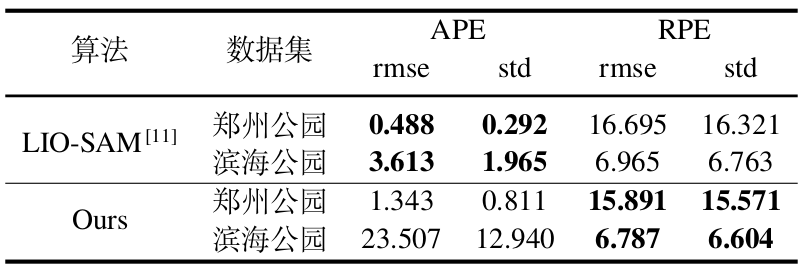 算法 数据集 APE RPE
rmse std rmse std
LIO-SAM[11] 郑州公园 0.488 0.292 16.695 16.321
滨海公园 3.613 1.965 6.965 6.763
Ours 郑州公园 1.343 0.811 15.891 15.571
滨海公园 23.507 12.940 6.787 6.604